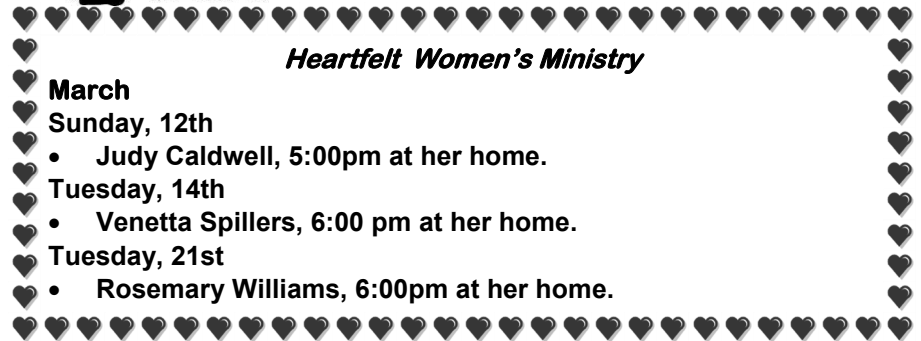 Heartfelt Women's Ministry
March
Sunday, 12th
• Judy Caldwell, 5:00pm at her home.
Tuesday, 14th
• Venetta Spillers, 6:00 pm at her home.
Tuesday, 21st
• Rosemary Williams, 6:00pm at her home.